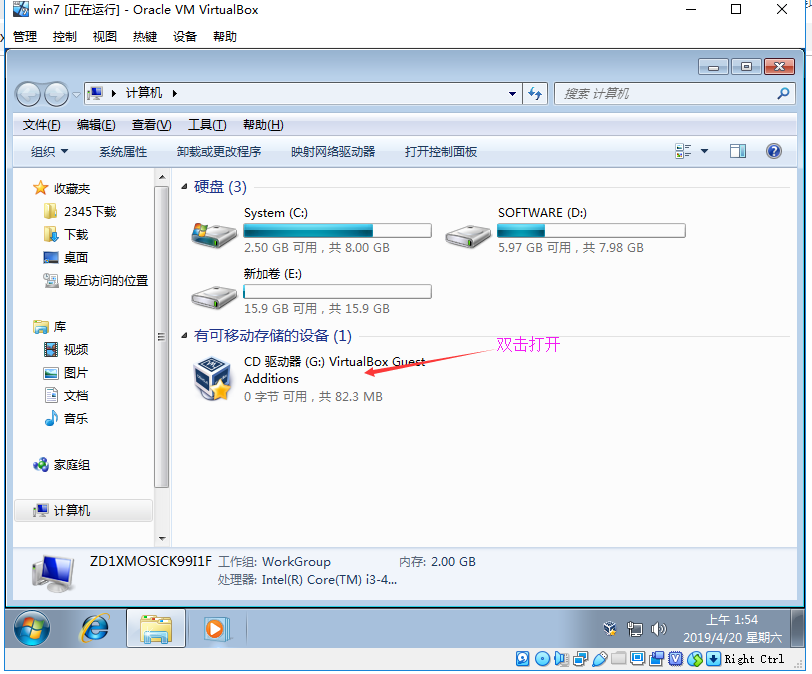 win7 [正在运行] - Oracle VM VirtualBox
管理 控制 视图 热键 设备 帮助
计算机
搜索 计算机
文件(F) 编辑(E) 查看(V) 工具(T) 帮助(H)
组织 系统属性 卸载或更改程序 映射网络驱动器 打开控制面板
收藏夹
2345下载
下载
桌面
最近访问的位置
库
视频
图片
文档
音乐
家庭组
计算机
硬盘 (3)
System (C:)
2.50 GB 可用，共 8.00 GB
SOFTWARE (D:)
5.97 GB 可用，共 7.98 GB
新加卷 (E:)
15.9 GB 可用，共 15.9 GB
有可移动存储的设备 (1)
双击打开
CD 驱动器 (G:) VirtualBox Guest
Additions
0 字节 可用，共 82.3 MB
ZD1XMOSICK99I1F 工作组: WorkGroup 内存: 2.00 GB
处理器: Intel(R) Core(TM) i3-4...
上午 1:54
2019/4/20 星期六
Right Ctrl